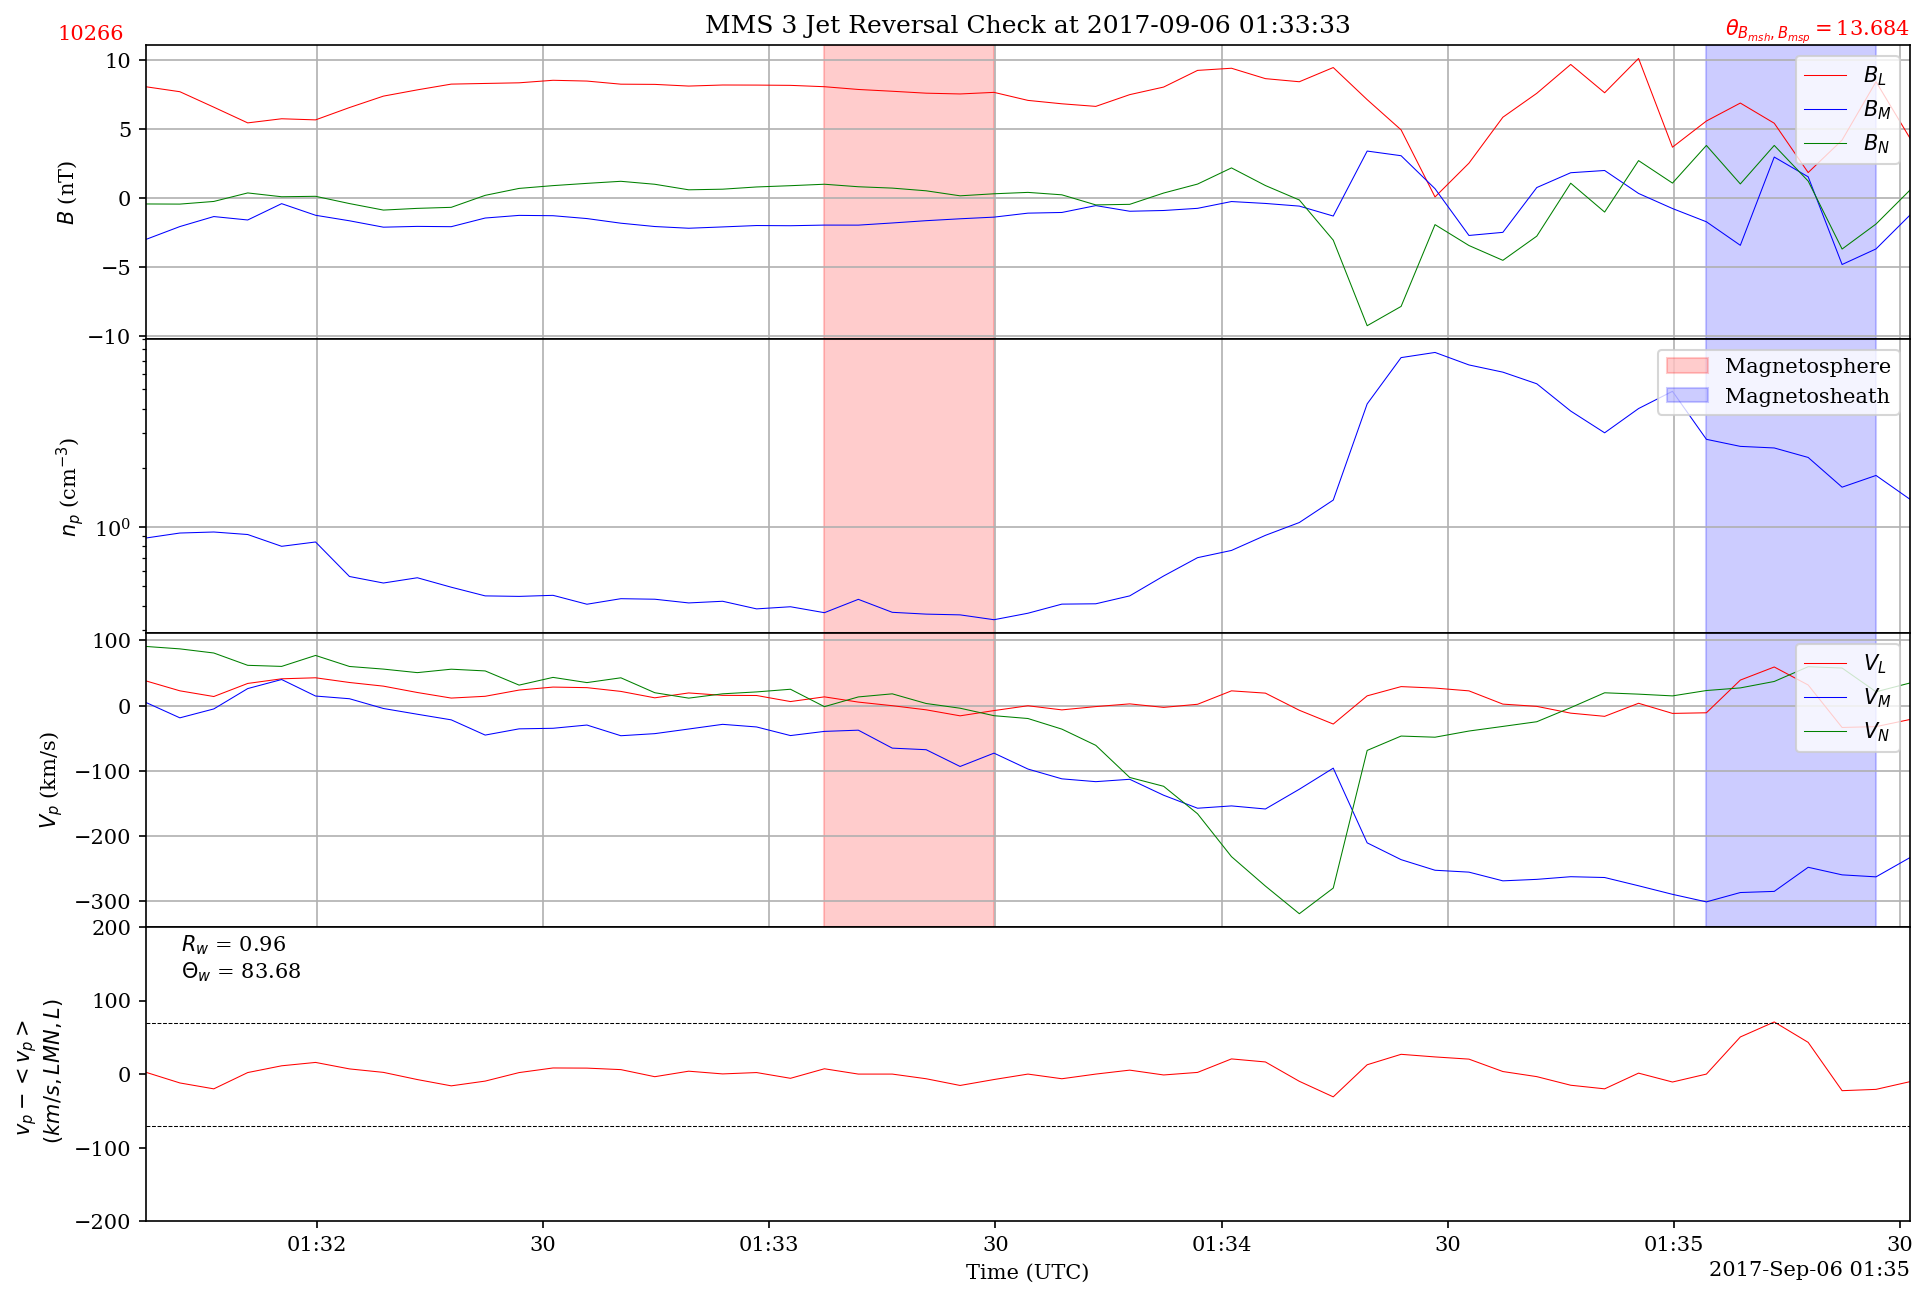 10266
MMS 3 Jet Reversal Check at 2017-09-06 01:33:33
θ_{B_{msh}, B_{msp}} = 13.684
10
5
0
−5
−10
B (nT)
B_L
B_M
B_N
10⁰
n_p (cm⁻³)
Magnetosphere
Magnetosheath
100
0
−100
−200
−300
V_p (km/s)
V_L
V_M
V_N
200
100
0
−100
−200
v_p − < v_p >
(km/s, LMN, L)
R_w = 0.96
Θ_w = 83.68
01:32
30
01:33
30
01:34
30
01:35
30
Time (UTC)
2017-Sep-06 01:35